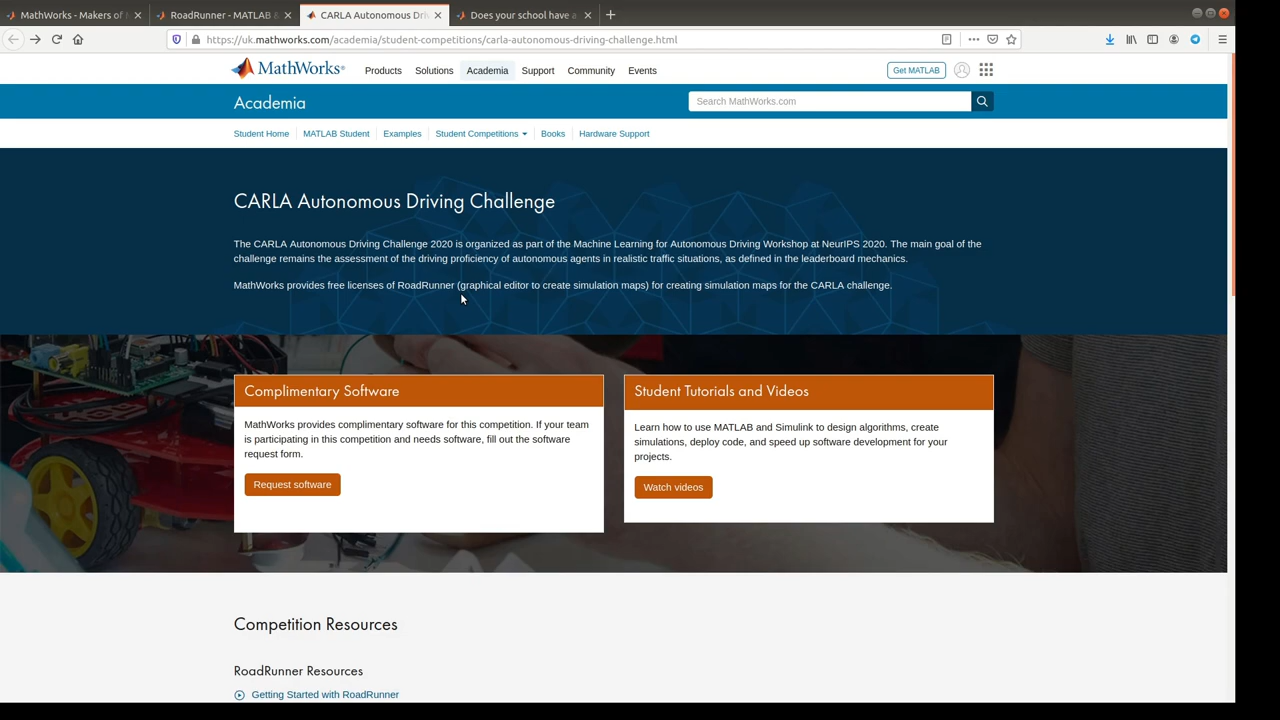 MathWorks - Makers of
RoadRunner - MATLAB &
CARLA Autonomous Dri
Does your school have a
https://uk.mathworks.com/academia/student-competitions/carla-autonomous-driving-challenge.html
MathWorks®
Products
Solutions
Academia
Support
Community
Events
Get MATLAB
Academia
Search MathWorks.com
Student Home
MATLAB Student
Examples
Student Competitions
Books
Hardware Support
CARLA Autonomous Driving Challenge
The CARLA Autonomous Driving Challenge 2020 is organized as part of the Machine Learning for Autonomous Driving Workshop at NeurIPS 2020. The main goal of the
challenge remains the assessment of the driving proficiency of autonomous agents in realistic traffic situations, as defined in the leaderboard mechanics.
MathWorks provides free licenses of RoadRunner (graphical editor to create simulation maps) for creating simulation maps for the CARLA challenge.
Complimentary Software
MathWorks provides complimentary software for this competition. If your team
is participating in this competition and needs software, fill out the software
request form.
Request software
Student Tutorials and Videos
Learn how to use MATLAB and Simulink to design algorithms, create
simulations, deploy code, and speed up software development for your
projects.
Watch videos
Competition Resources
RoadRunner Resources
Getting Started with RoadRunner